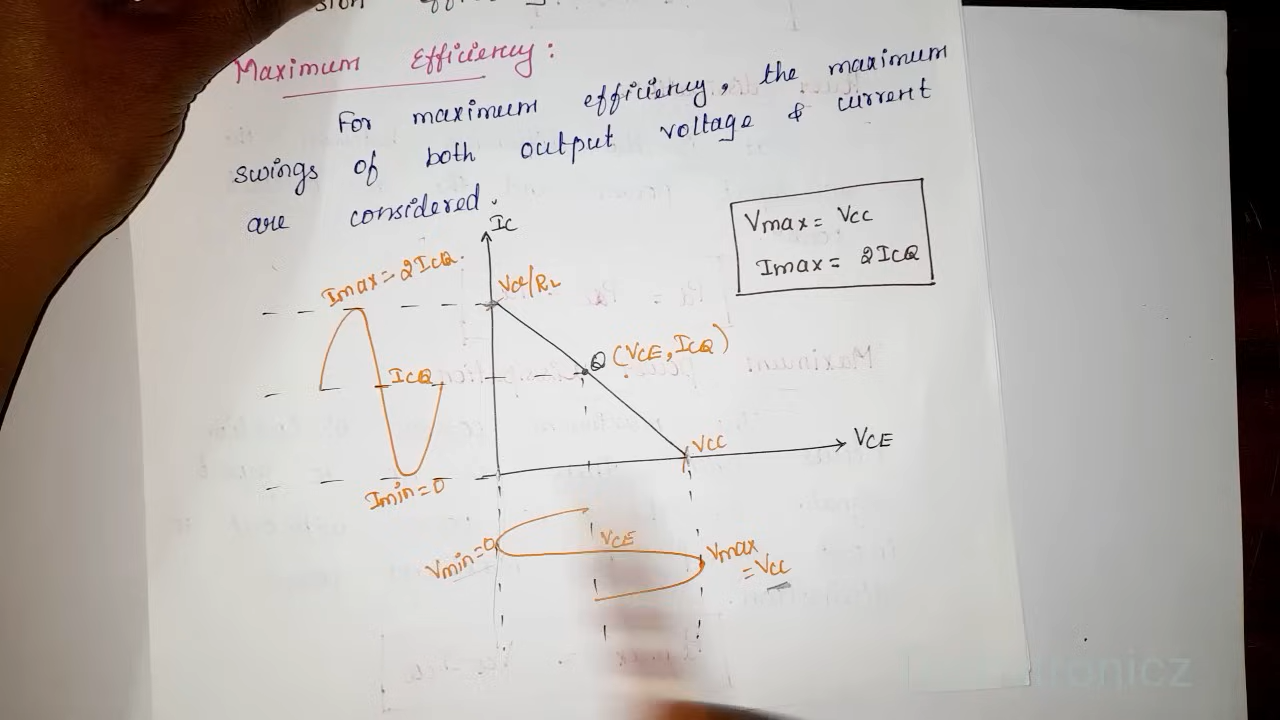 Maximum Efficiency:
For maximum efficiency, the maximum
swings of both output voltage & current
are considered.
Vmax = Vcc
Imax = 2ICQ
IC
Imax = 2ICQ.
Vcc/RL
Q (VCE, ICQ)
ICQ
VCC
VCE
Imin=0
VCE
Vmin=0
Vmax
=Vcc